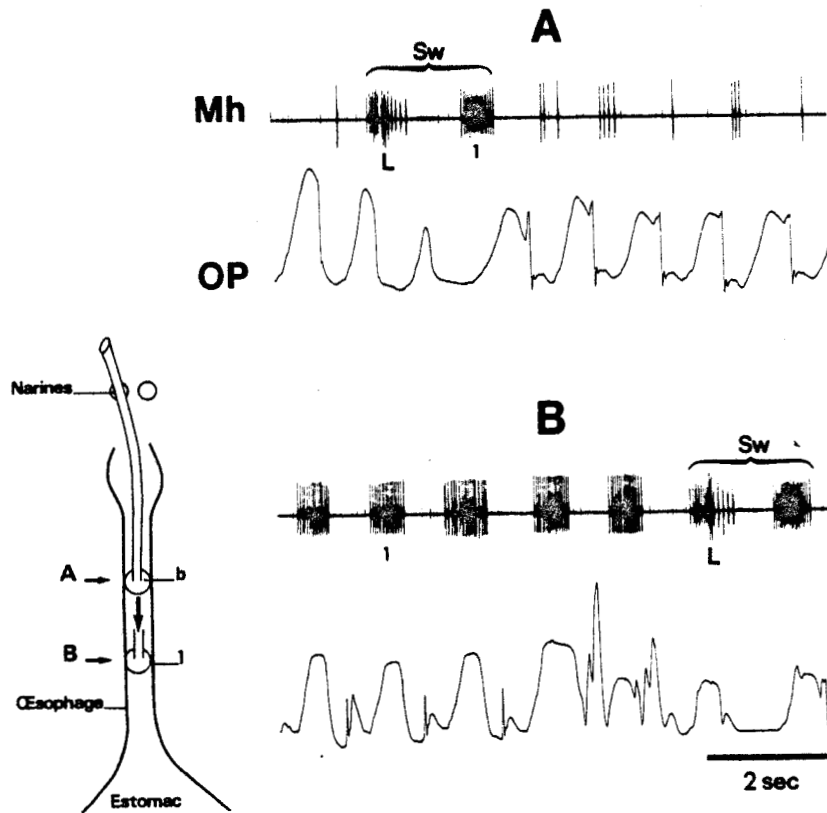 A
Sw
Mh
L 1
OP
Narines
B
Sw
1 L
A b
B 1
Œsophage
Estomac
2 sec